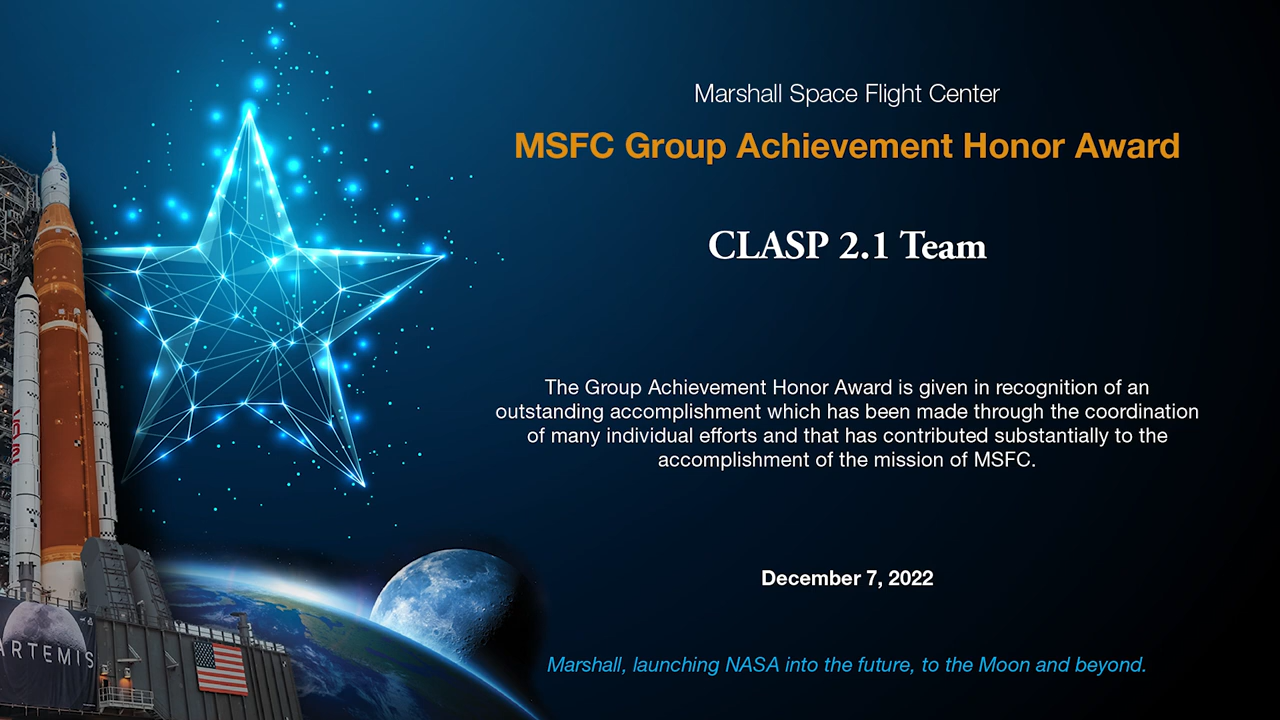 Marshall Space Flight Center
MSFC Group Achievement Honor Award
CLASP 2.1 Team
The Group Achievement Honor Award is given in recognition of an
outstanding accomplishment which has been made through the coordination
of many individual efforts and that has contributed substantially to the
accomplishment of the mission of MSFC.
December 7, 2022
Marshall, launching NASA into the future, to the Moon and beyond.
ARTEMIS